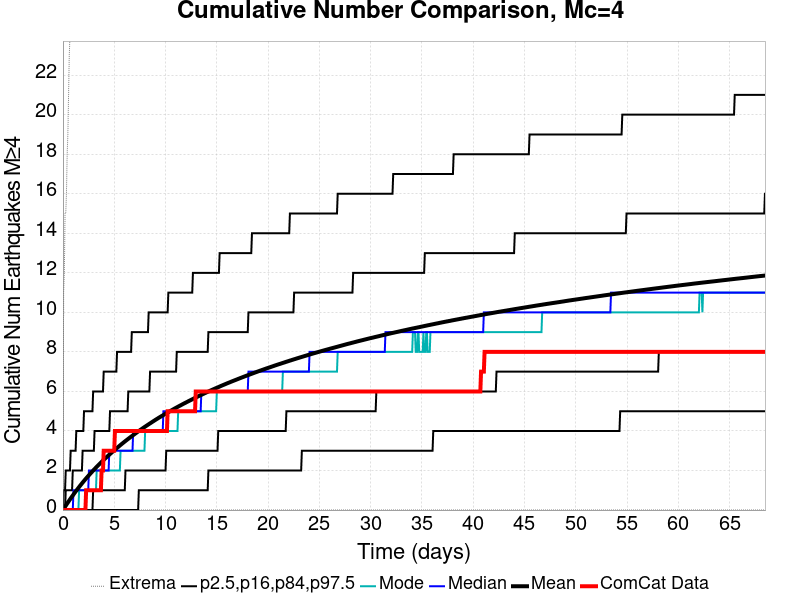 Cumulative Number Comparison, Mc=4
Cumulative Num Earthquakes M≥4
22
20
18
16
14
12
10
8
6
4
2
0
0 5 10 15 20 25 30 35 40 45 50 55 60 65
Time (days)
Extrema p2.5,p16,p84,p97.5 Mode Median Mean ComCat Data